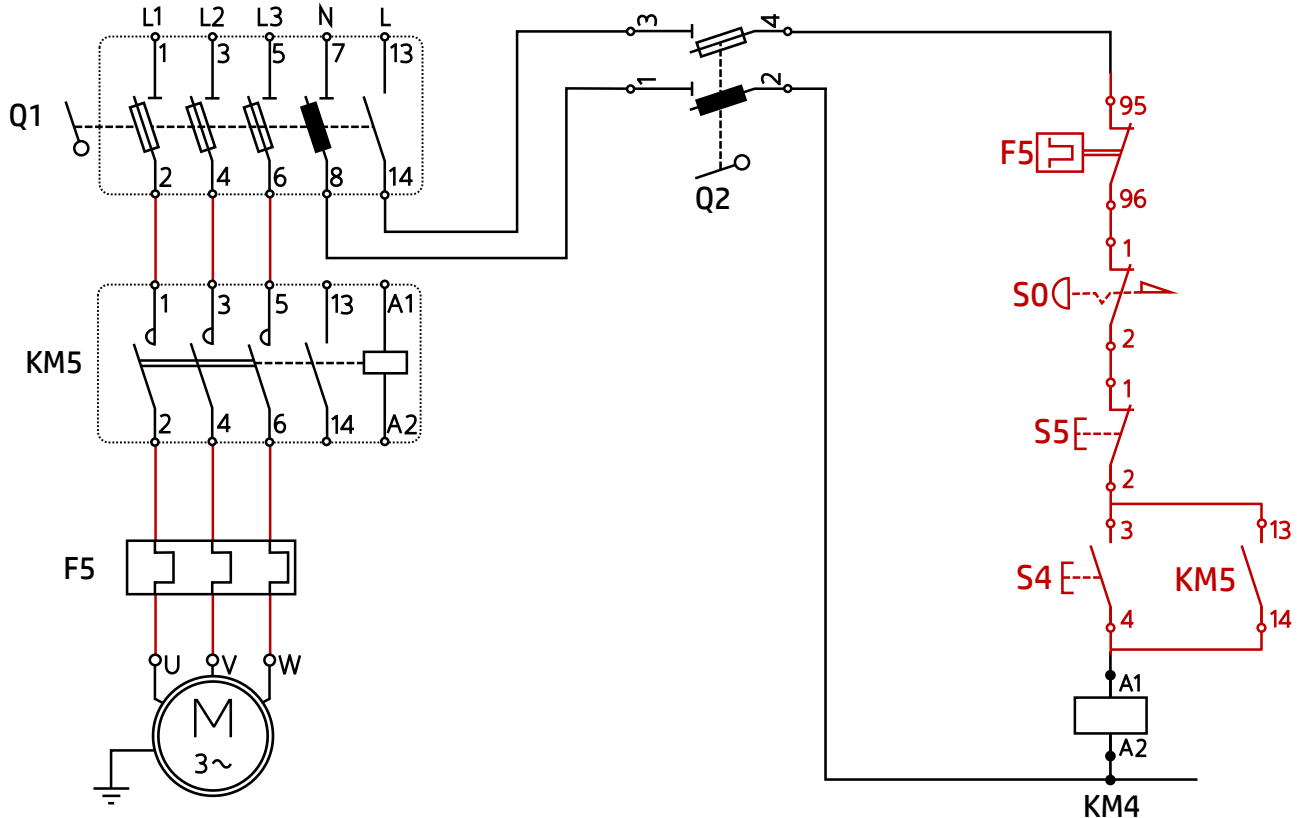 L1 L2 L3 N L
1 3 5 7 13
Q1
2 4 6 8 14
3 4
1 2
Q2
95
F5
96
1
S0
2
1
S5
2
3 13
S4 KM5
4 14
A1
A2
KM4
1 3 5 13 A1
KM5
2 4 6 14 A2
F5
U V W
M
3~